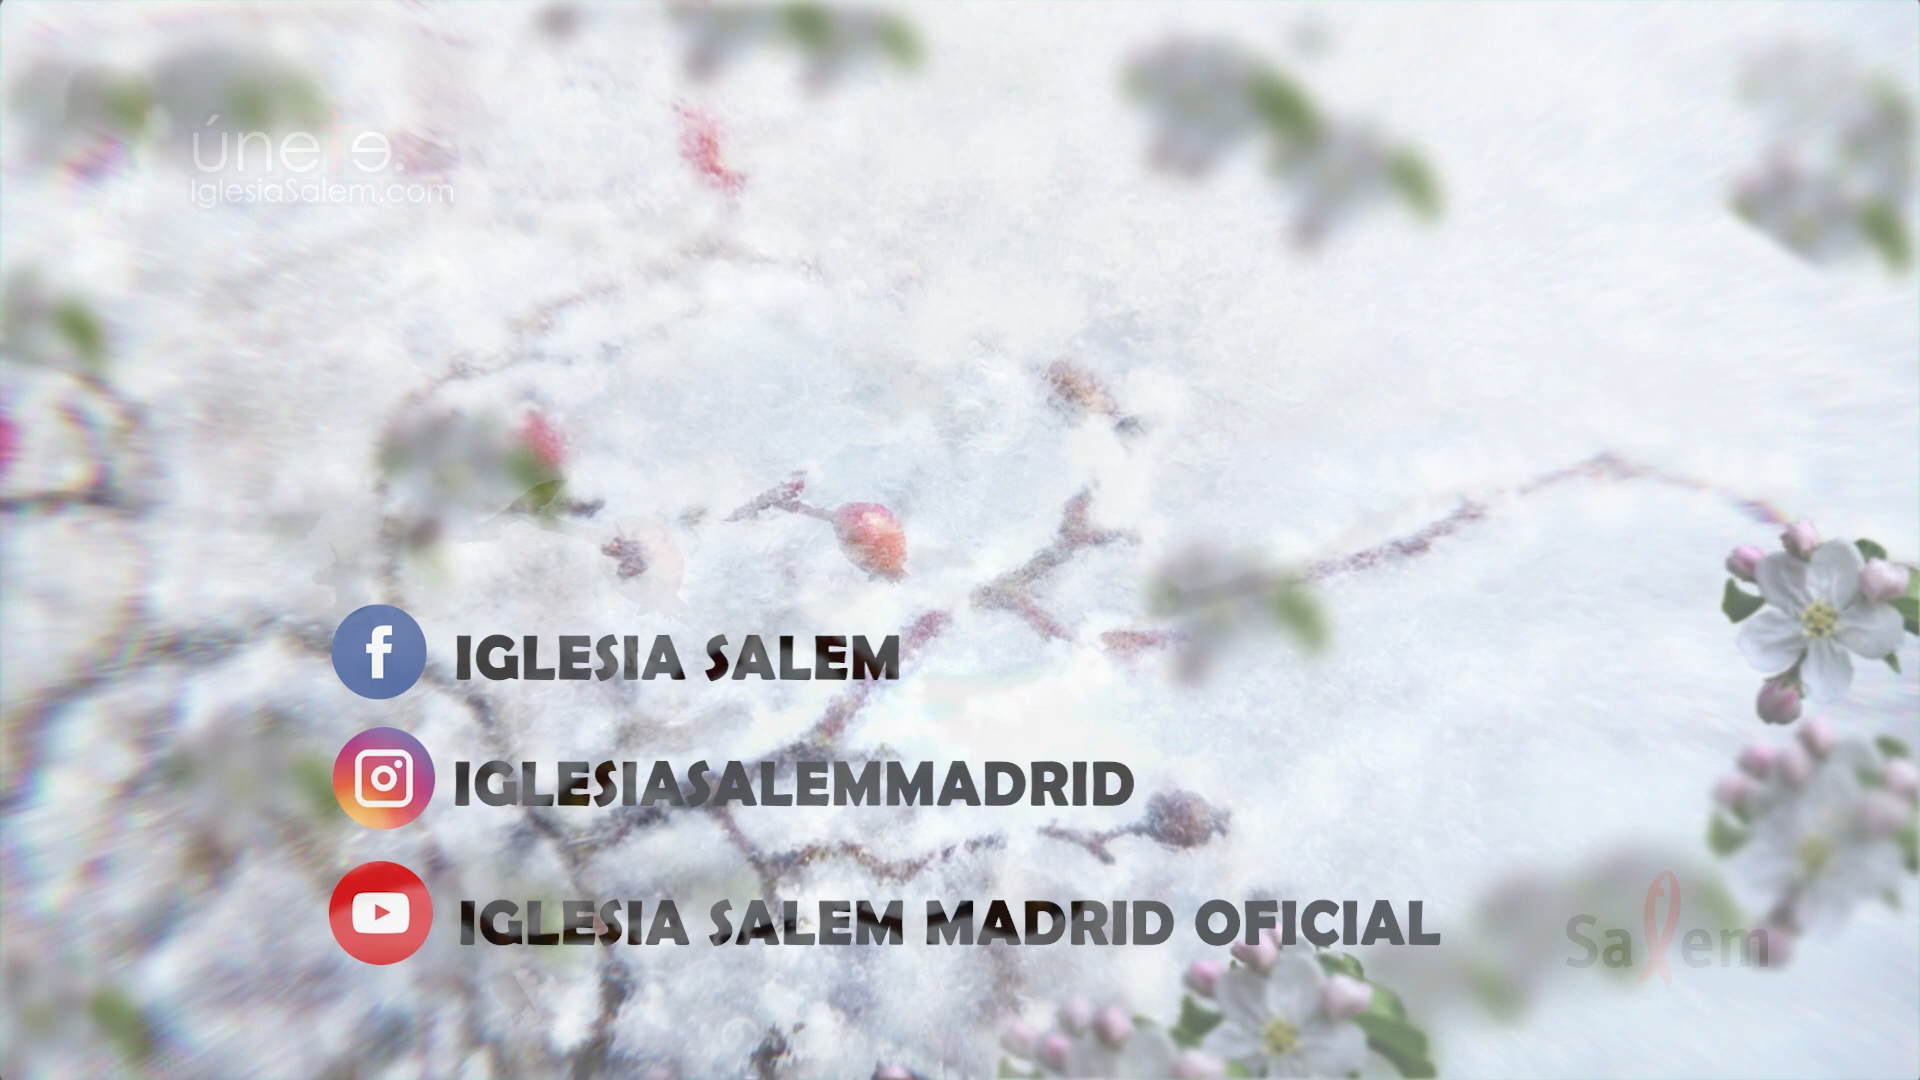 únete.
IglesiaSalem.com
IGLESIA SALEM
IGLESIASALEMMADRID
IGLESIA SALEM MADRID OFICIAL
Salem